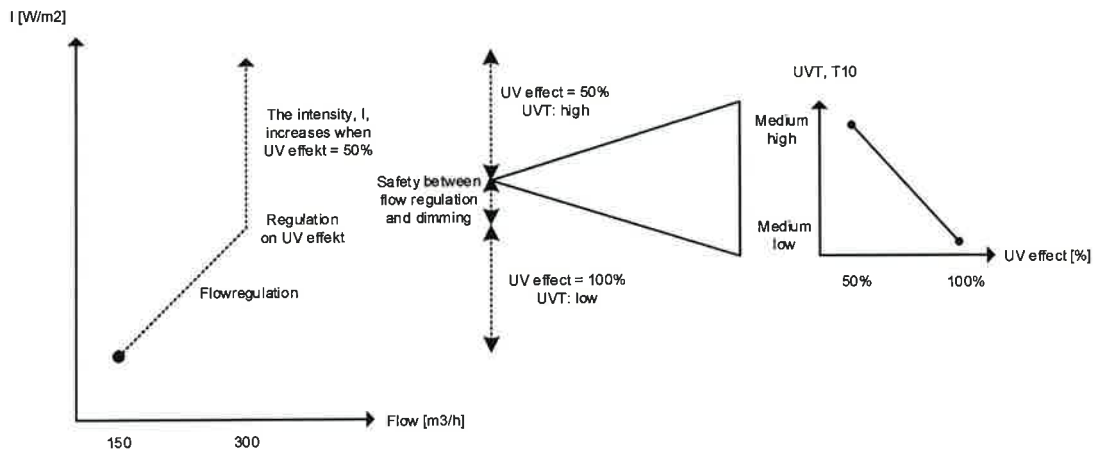 I [W/m2]
The intensity, I,
increases when
UV effekt = 50%
Regulation
on UV effekt
Flowregulation
Flow [m3/h]
150
300
UV effect = 50%
UVT: high
Safety between
flow regulation
and dimming
UV effect = 100%
UVT: low
UVT, T10
Medium
high
Medium
low
UV effect [%]
50%
100%